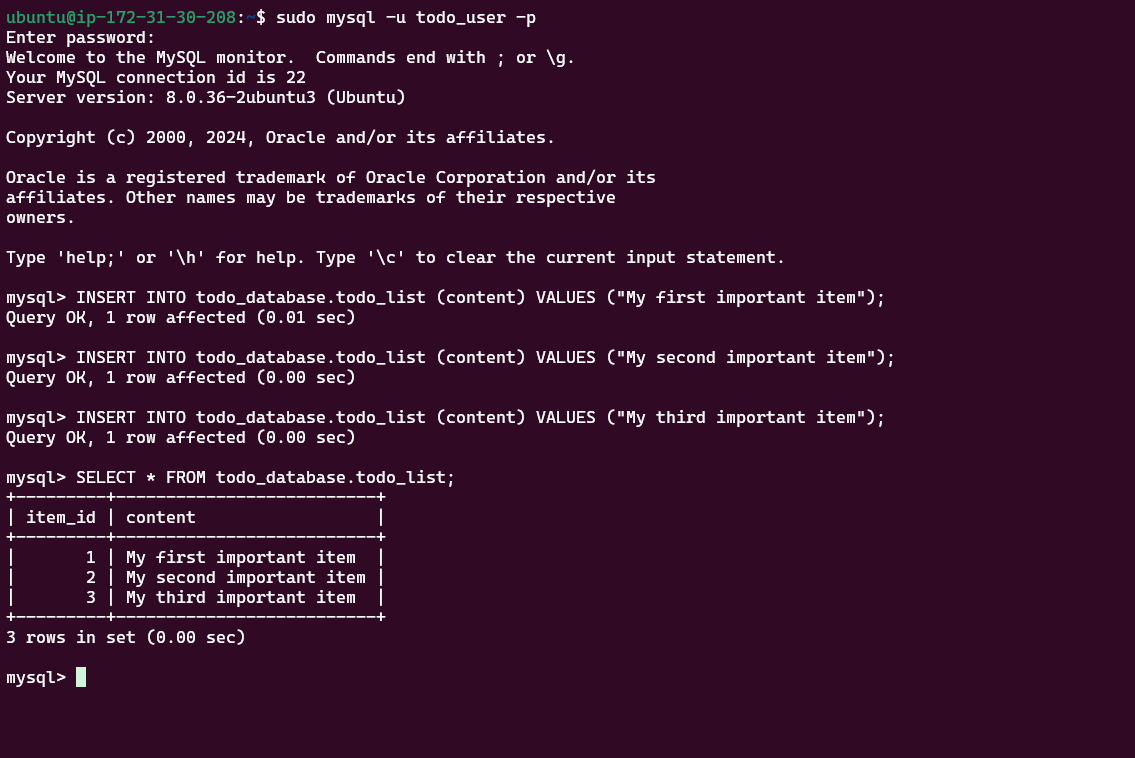 ubuntu@ip-172-31-30-208:~$ sudo mysql -u todo_user -p
Enter password:
Welcome to the MySQL monitor.  Commands end with ; or \g.
Your MySQL connection id is 22
Server version: 8.0.36-2ubuntu3 (Ubuntu)
Copyright (c) 2000, 2024, Oracle and/or its affiliates.
Oracle is a registered trademark of Oracle Corporation and/or its
affiliates. Other names may be trademarks of their respective
owners.
Type 'help;' or '\h' for help. Type '\c' to clear the current input statement.
mysql> INSERT INTO todo_database.todo_list (content) VALUES ("My first important item");
Query OK, 1 row affected (0.01 sec)
mysql> INSERT INTO todo_database.todo_list (content) VALUES ("My second important item");
Query OK, 1 row affected (0.00 sec)
mysql> INSERT INTO todo_database.todo_list (content) VALUES ("My third important item");
Query OK, 1 row affected (0.00 sec)
mysql> SELECT * FROM todo_database.todo_list;
+---------+--------------------------+
| item_id | content                  |
+---------+--------------------------+
|       1 | My first important item  |
|       2 | My second important item |
|       3 | My third important item  |
+---------+--------------------------+
3 rows in set (0.00 sec)
mysql>